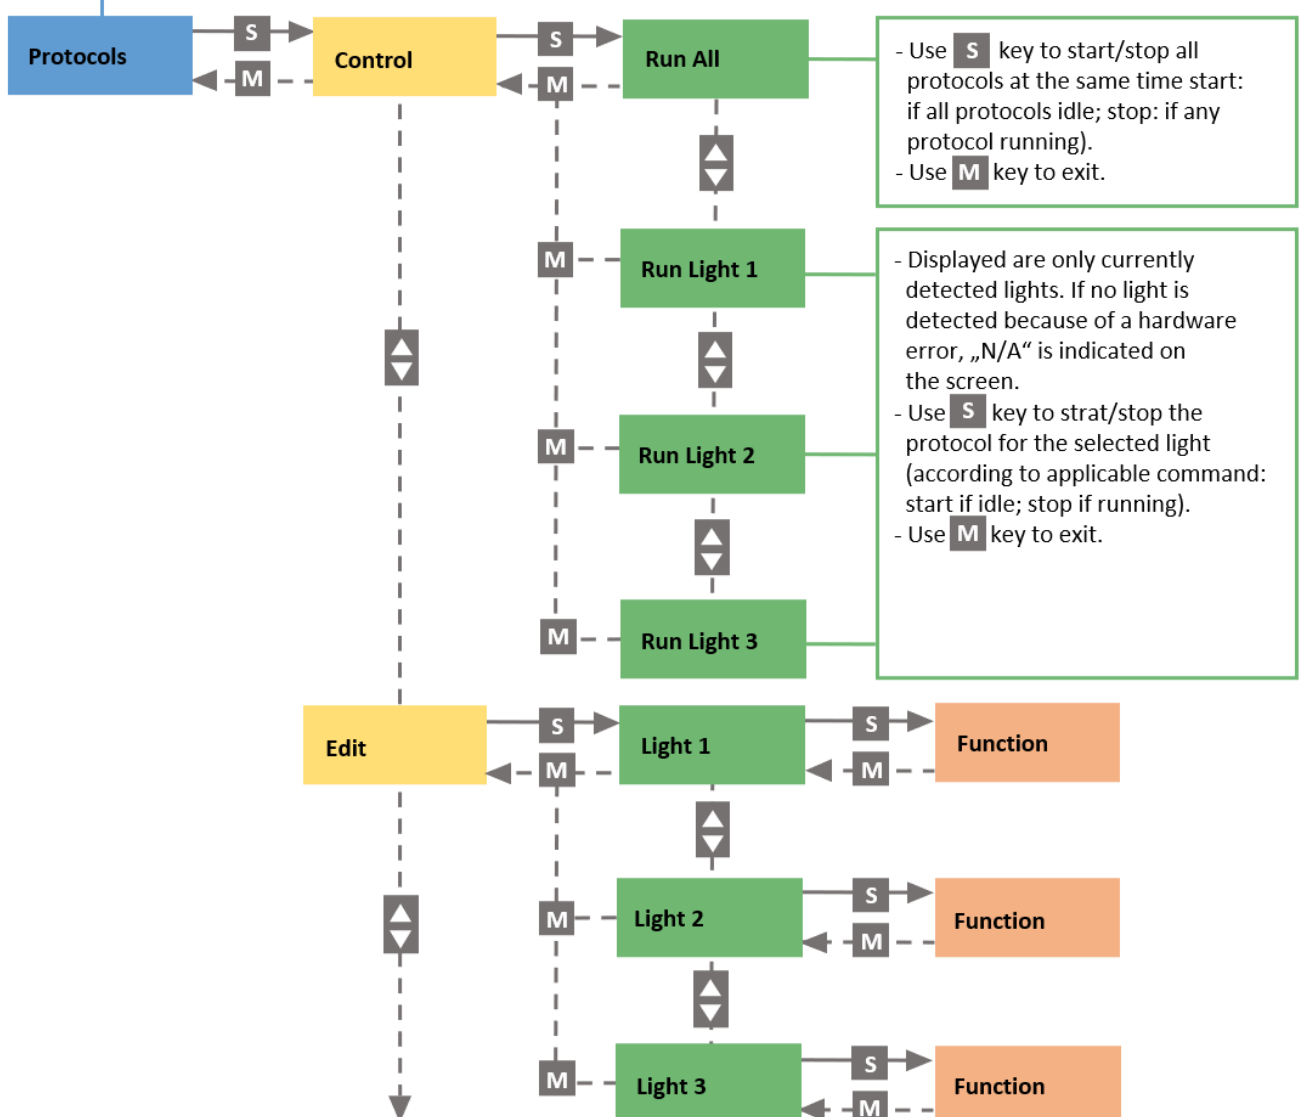 Protocols
S
M
Control
S
M
Run All
- Use S key to start/stop all
protocols at the same time start:
if all protocols idle; stop: if any
protocol running).
- Use M key to exit.
M
Run Light 1
- Displayed are only currently
detected lights. If no light is
detected because of a hardware
error, „N/A“ is indicated on
the screen.
- Use S key to strat/stop the
protocol for the selected light
(according to applicable command:
start if idle; stop if running).
- Use M key to exit.
M
Run Light 2
M
Run Light 3
Edit
S
M
Light 1
S
M
Function
M
Light 2
S
M
Function
M
Light 3
S
M
Function